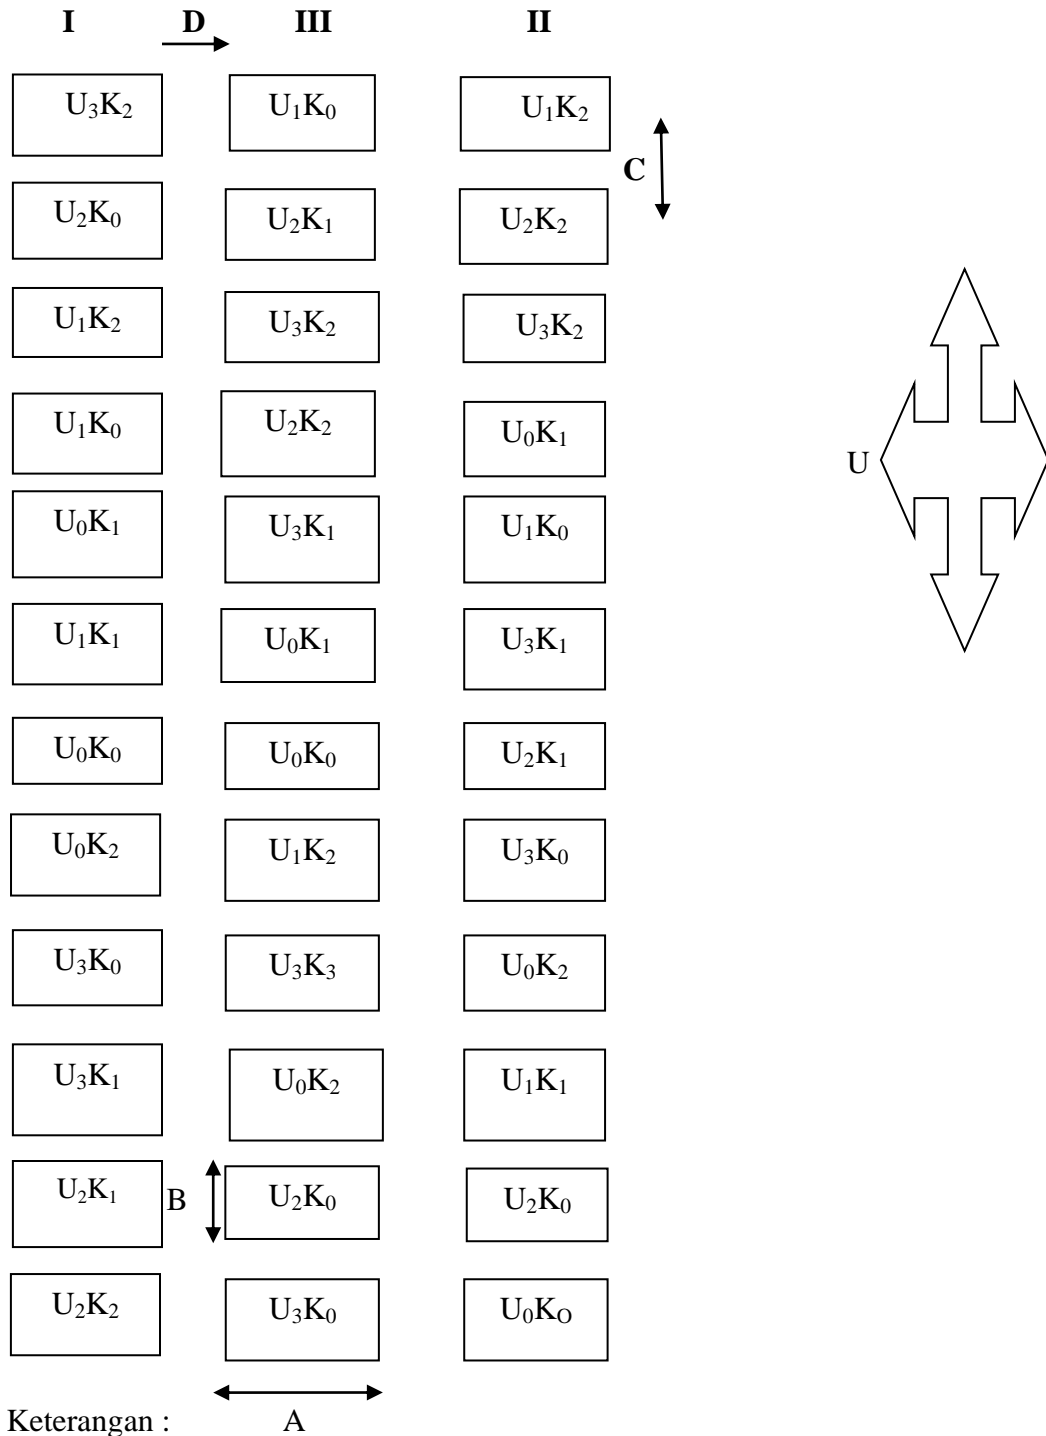 I D III II
U₃K₂ U₁K₀ U₁K₂
C
U₂K₀ U₂K₁ U₂K₂
U₁K₂ U₃K₂ U₃K₂
U₁K₀ U₂K₂ U₀K₁
U
U₀K₁ U₃K₁ U₁K₀
U₁K₁ U₀K₁ U₃K₁
U₀K₀ U₀K₀ U₂K₁
U₀K₂ U₁K₂ U₃K₀
U₃K₀ U₃K₃ U₀K₂
U₃K₁ U₀K₂ U₁K₁
U₂K₁ B U₂K₀ U₂K₀
U₂K₂ U₃K₀ U₀K_O
Keterangan : A